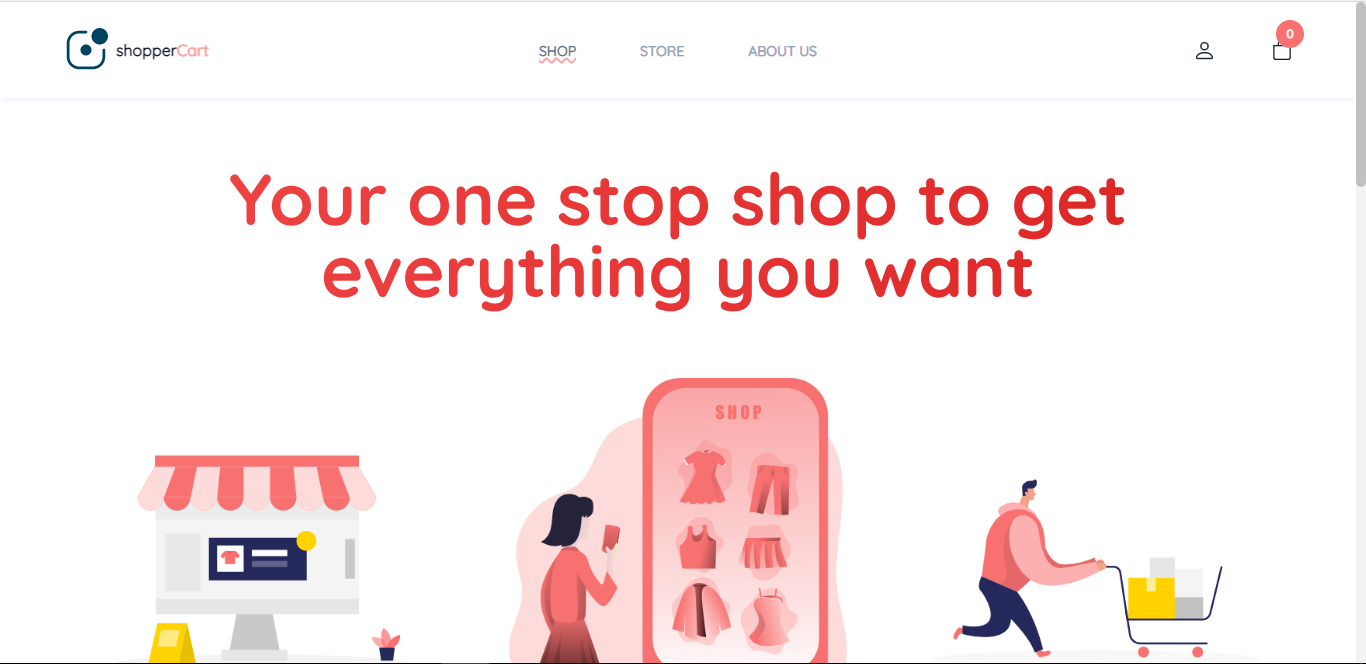 shopperCart
SHOP
STORE
ABOUT US
0
Your one stop shop to get
everything you want
SHOP